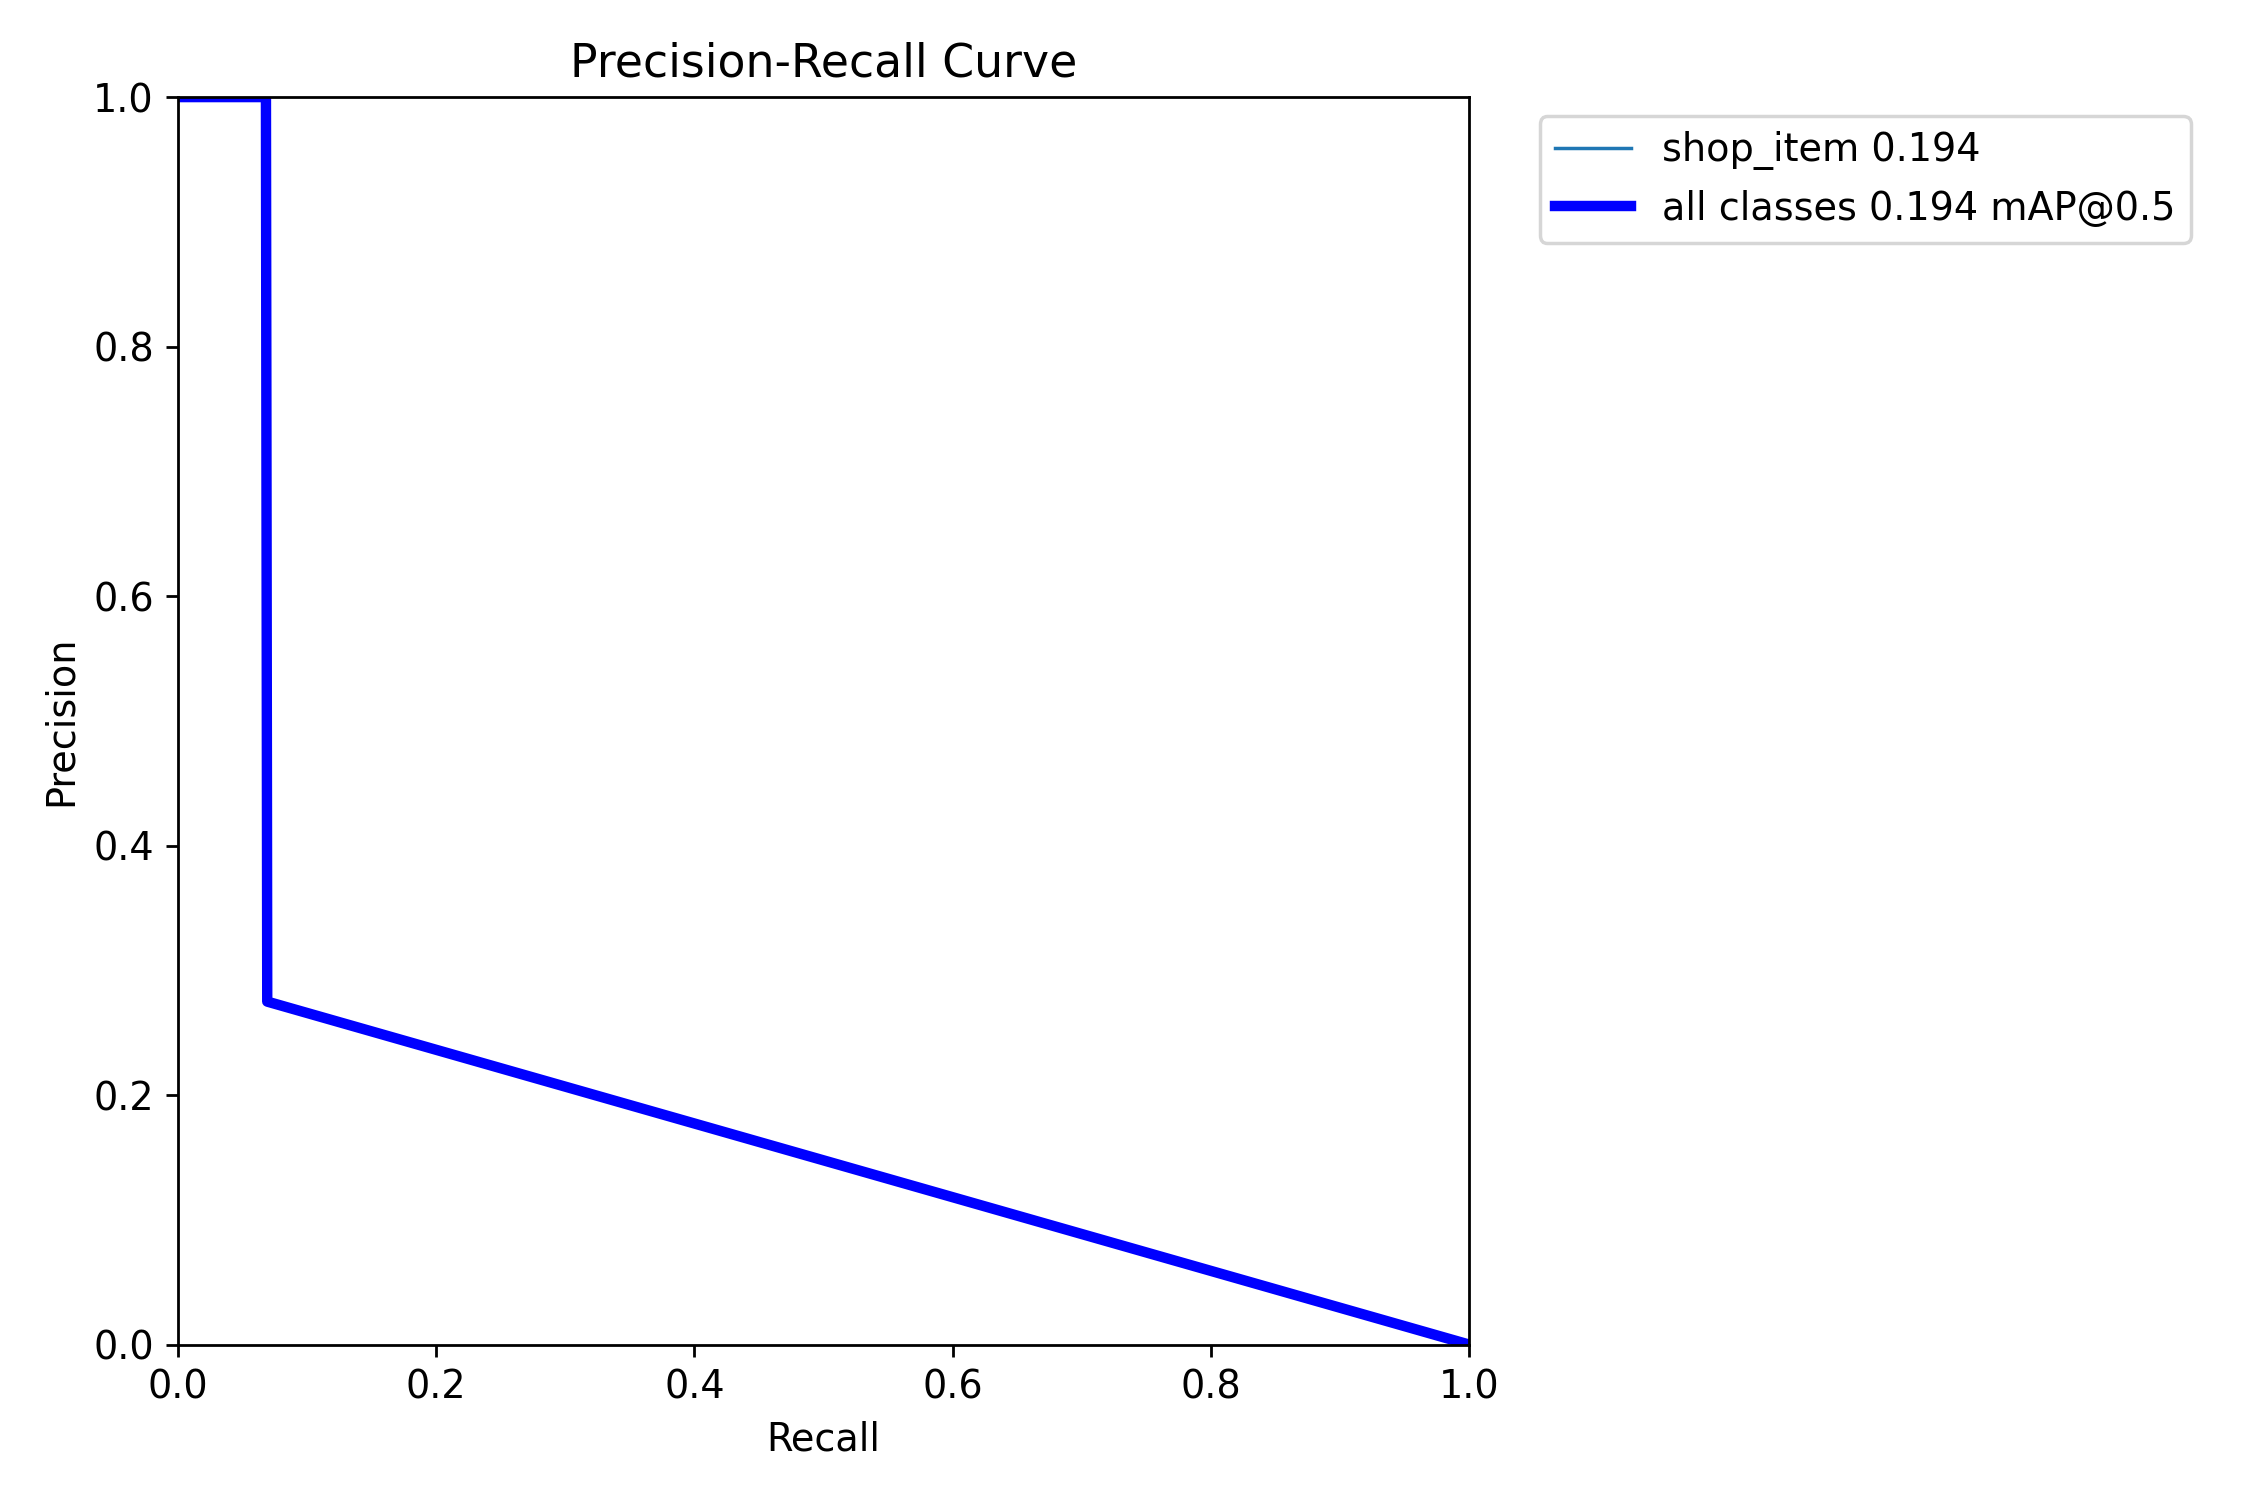 Precision-Recall Curve
1.0
0.8
0.6
0.4
0.2
0.0
Precision
0.0 0.2 0.4 0.6 0.8 1.0
Recall
shop_item 0.194
all classes 0.194 mAP@0.5